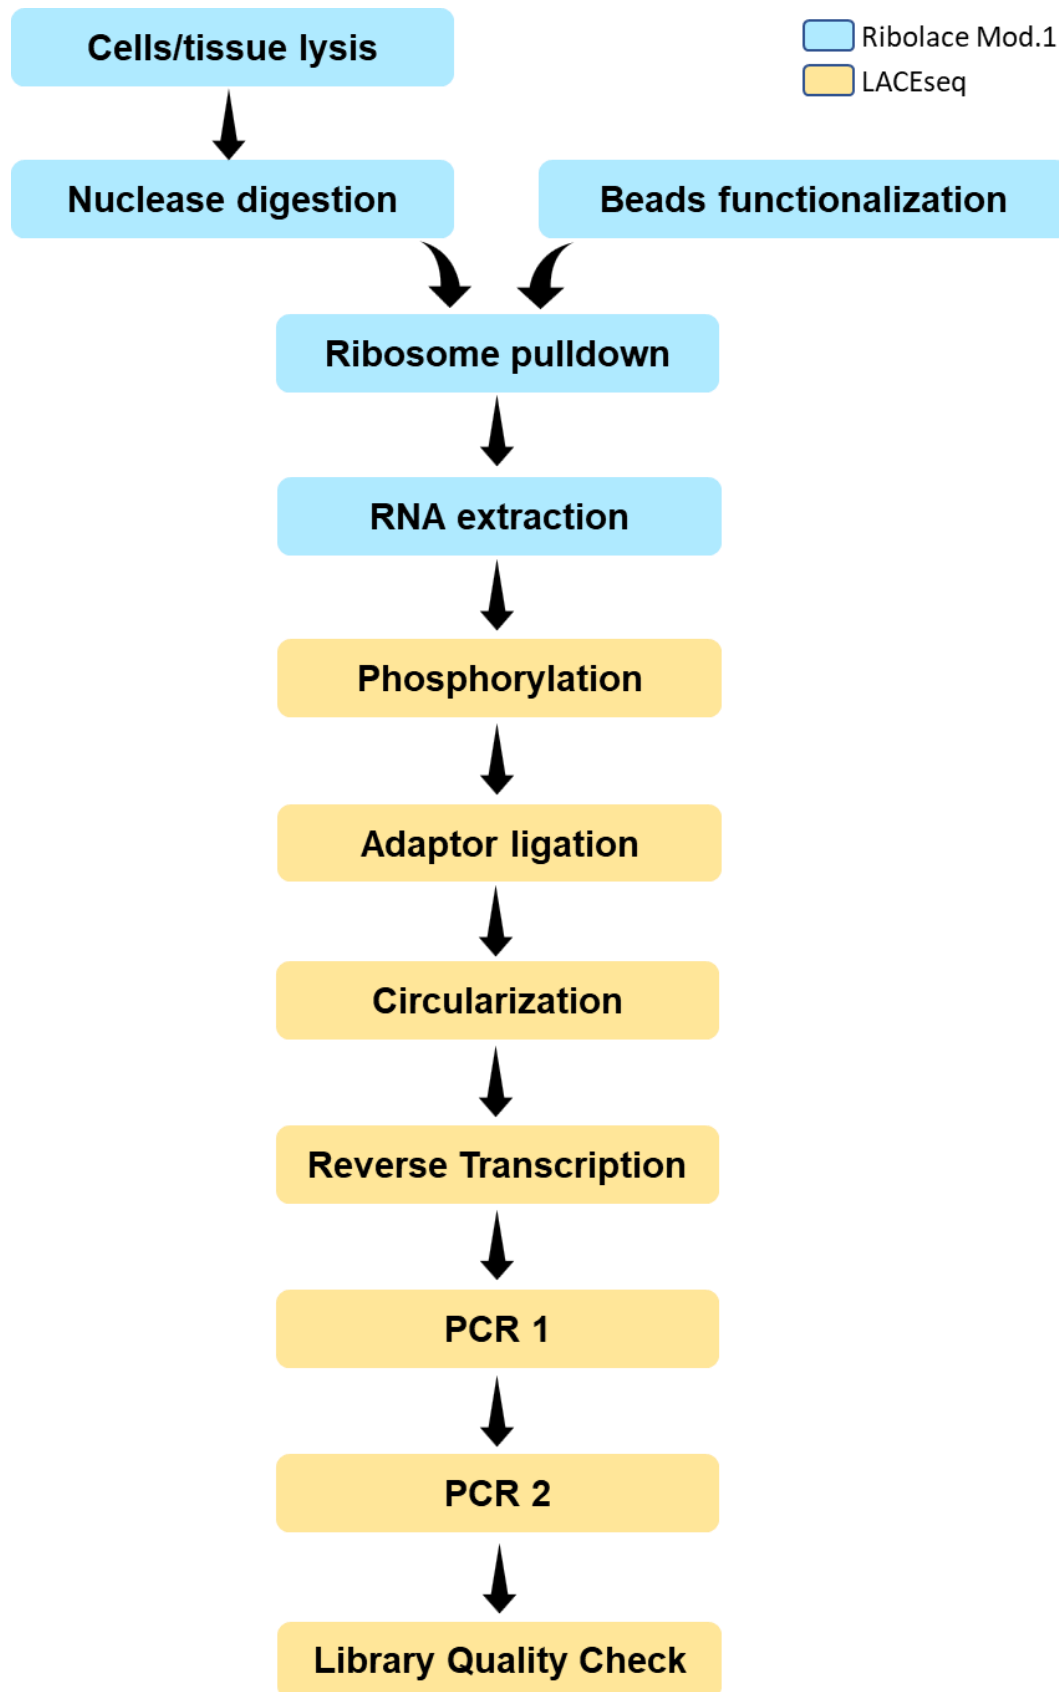 Cells/tissue lysis
Ribolace Mod.1
LACEseq
Nuclease digestion
Beads functionalization
Ribosome pulldown
RNA extraction
Phosphorylation
Adaptor ligation
Circularization
Reverse Transcription
PCR 1
PCR 2
Library Quality Check